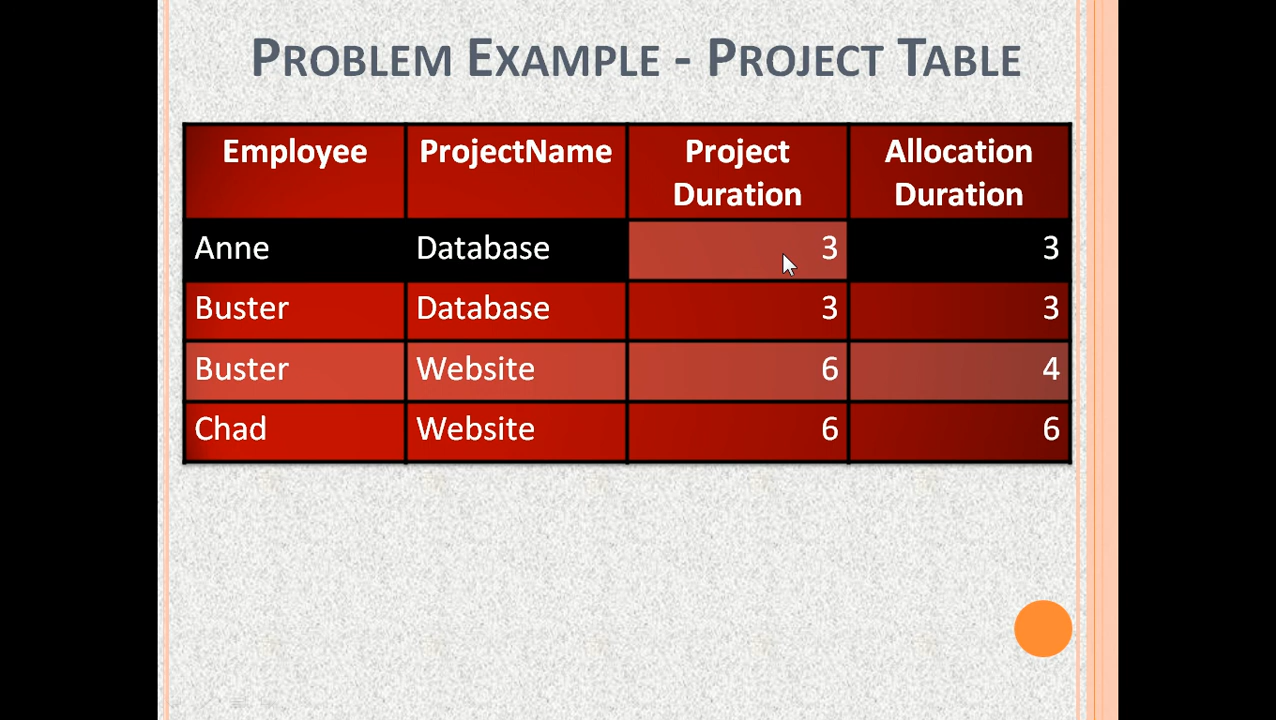 PROBLEM EXAMPLE - PROJECT TABLE
Employee ProjectName Project Duration Allocation Duration
Anne Database 3 3
Buster Database 3 3
Buster Website 6 4
Chad Website 6 6